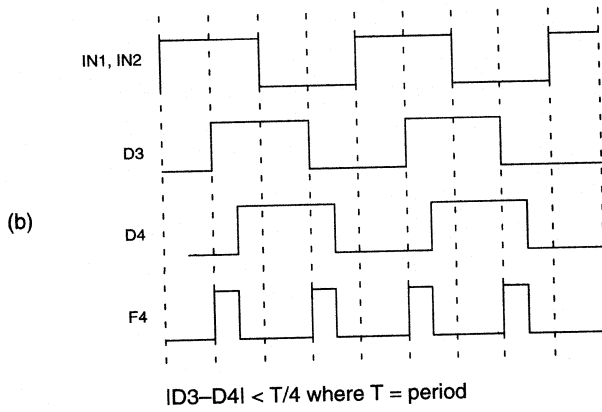 IN1, IN2
D3
(b)
D4
F4
|D3–D4| < T/4 where T = period